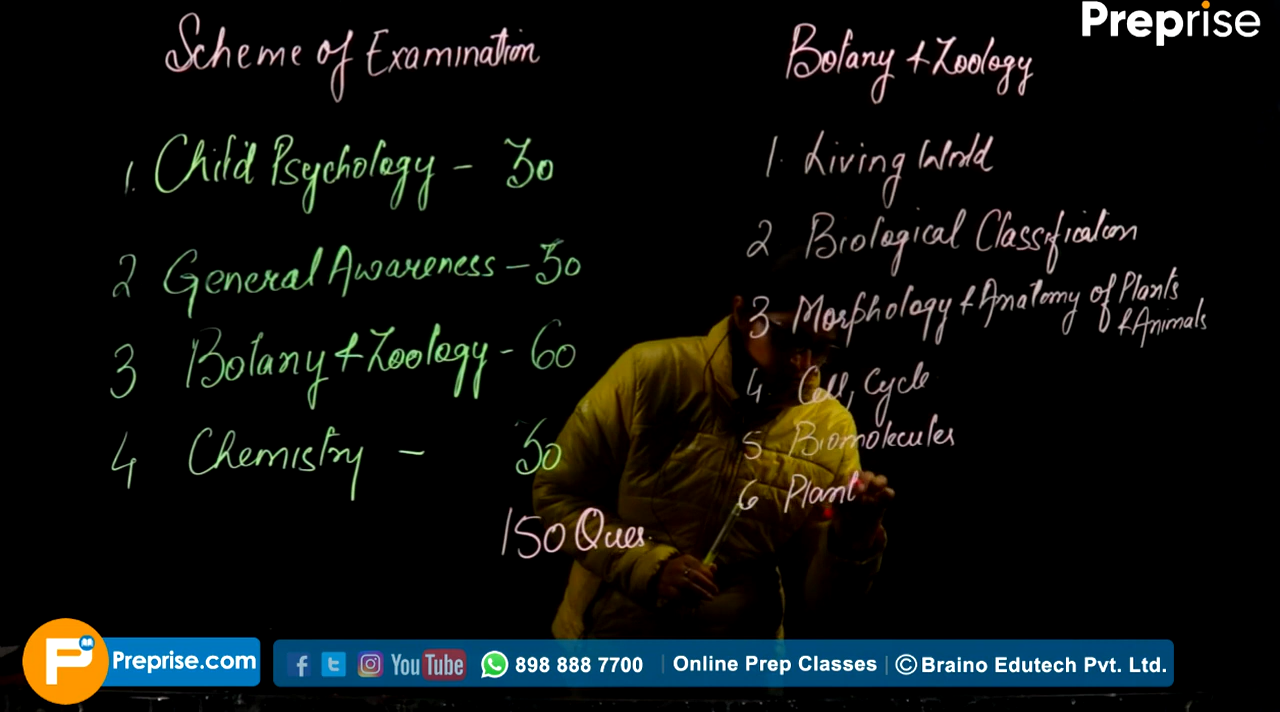 Preprise
Scheme of Examination
1. Child Psychology - 30
2 General Awareness - 30
3 Botany & Zoology - 60
4 Chemistry - 30
150 Ques.
Botany & Zoology
1. Living World
2 Biological Classification
3. Morphology & Anatomy of Plants
& Animals
4. Cell, Cycle
5 Biomolecules
6 Plant
P Preprise.com
f t YouTube 898 888 7700 | Online Prep Classes | © Braino Edutech Pvt. Ltd.